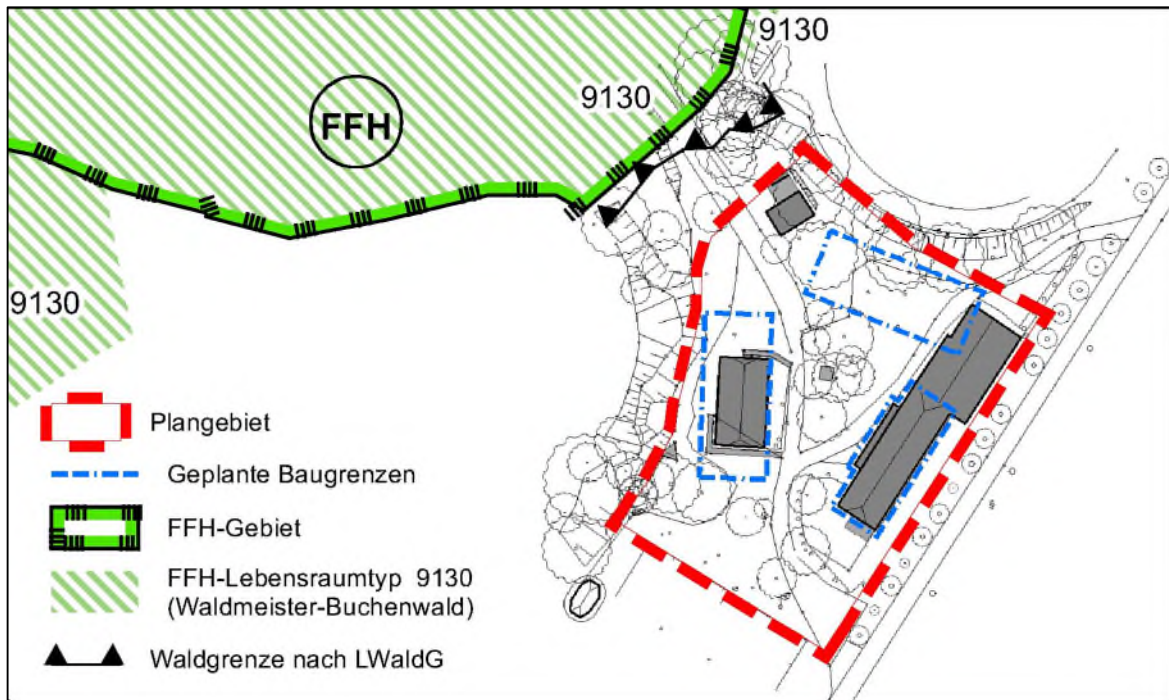 9130
9130
FFH
9130
Plangebiet
Geplante Baugrenzen
FFH-Gebiet
FFH-Lebensraumtyp 9130
(Waldmeister-Buchenwald)
Waldgrenze nach LWaldG